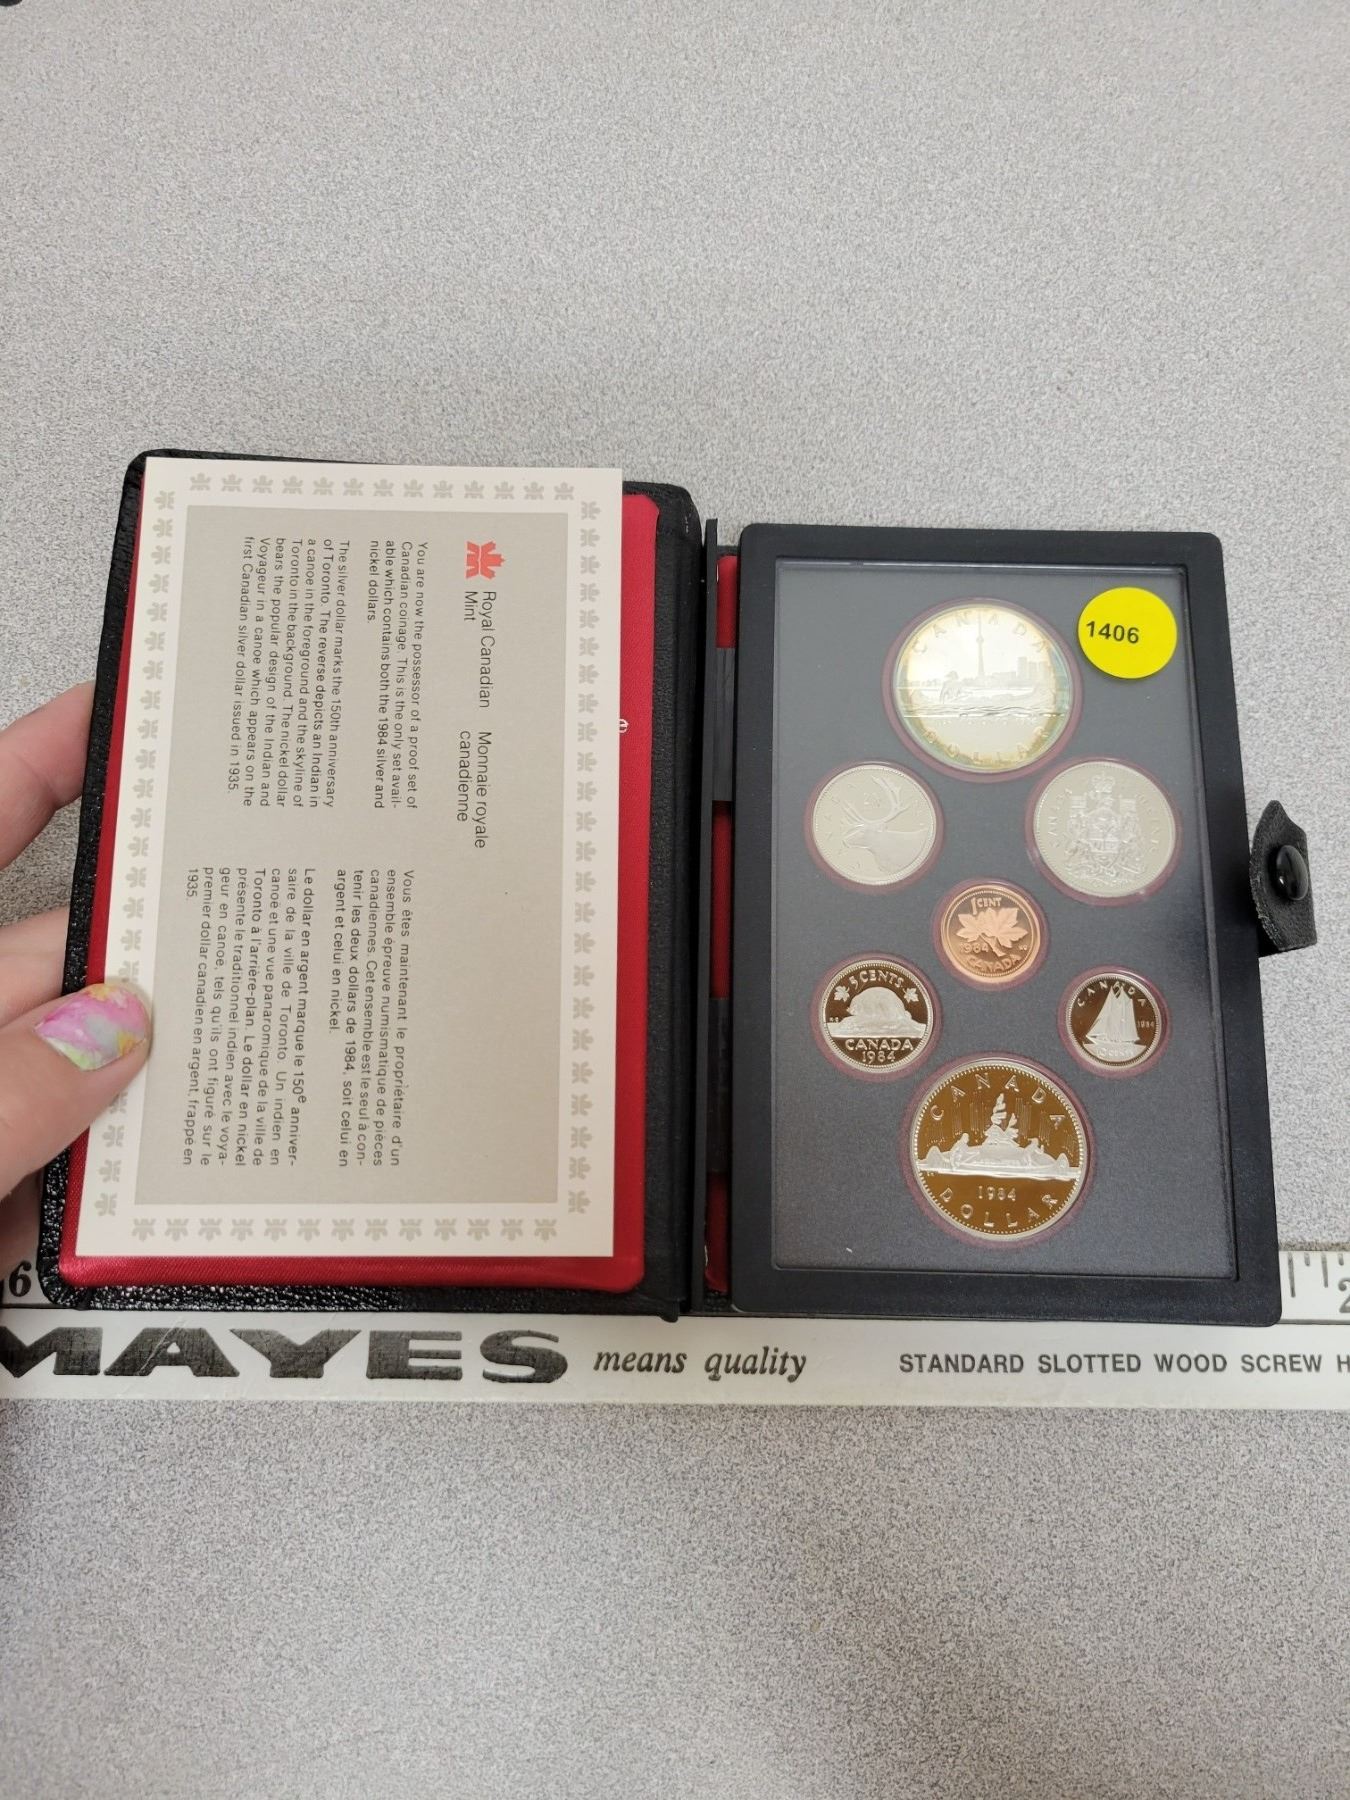 Royal Canadian
Mint
Monnaie royale
canadienne
You are now the possessor of a proof set of
Canadian coinage. This is the only set avail-
able which contains both the 1984 silver and
nickel dollars.
The silver dollar marks the 150th anniversary
of Toronto. The reverse depicts an Indian in
a canoe in the foreground and the skyline of
Toronto in the background. The nickel dollar
bears the popular design of the Indian and
Voyageur in a canoe which appears on the
first Canadian silver dollar issued in 1935.
Vous êtes maintenant le propriétaire d'un
ensemble épreuve numismatique de pièces
canadiennes. Cet ensemble est le seul à con-
tenir les deux dollars de 1984, soit celui en
argent et celui en nickel.
Le dollar en argent marque le 150e anniver-
saire de la ville de Toronto. Un indien en
canoë et une vue panaromique de la ville de
Toronto à l'arrière-plan. Le dollar en nickel
présente le traditionnel indien avec le voya-
geur en canoë, tels qu'ils ont figuré sur le
premier dollar canadien en argent, frappé en
1935.
1406
CANADA
DOLLAR
CANADA
1 CENT
1984
CANADA
5 CENTS
CANADA
1984
CANADA
1984
CANADA
1984
DOLLAR
6
2
MAYES means quality STANDARD SLOTTED WOOD SCREW H